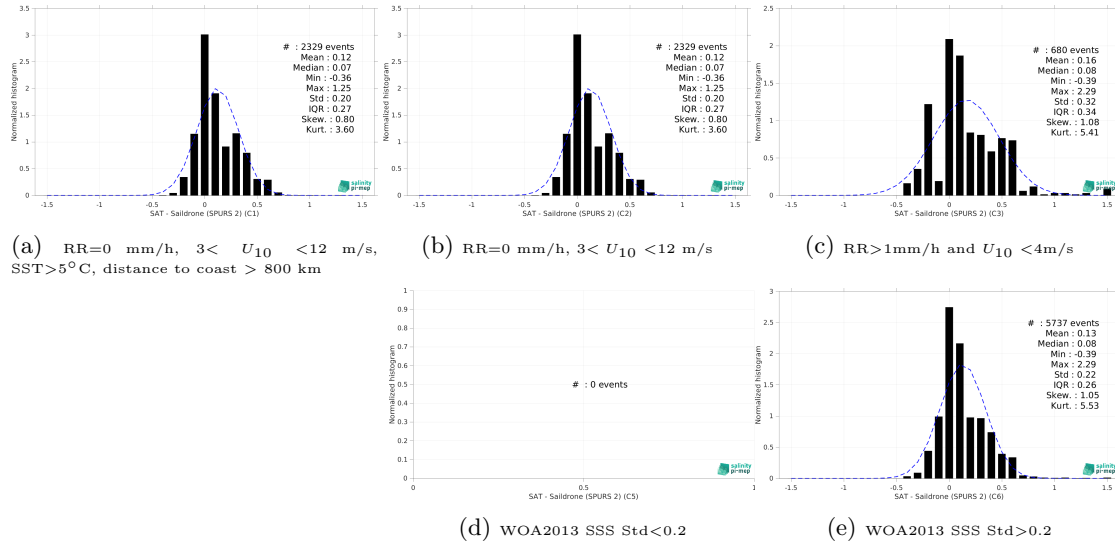 3.5
3
2.5
2
1.5
1
0.5
0
Normalized histogram
# : 2329 events
Mean : 0.12
Median : 0.07
Min : -0.36
Max : 1.25
Std : 0.20
IQR : 0.27
Skew. : 0.80
Kurt. : 3.60
salinity
pi-mep
-1.5 -1 -0.5 0 0.5 1 1.5
SAT - Saildrone (SPURS 2) (C1)
(a) RR=0 mm/h, 3< U10 <12 m/s,
SST>5°C, distance to coast > 800 km
3.5
3
2.5
2
1.5
1
0.5
0
Normalized histogram
# : 2329 events
Mean : 0.12
Median : 0.07
Min : -0.36
Max : 1.25
Std : 0.20
IQR : 0.27
Skew. : 0.80
Kurt. : 3.60
salinity
pi-mep
-1.5 -1 -0.5 0 0.5 1 1.5
SAT - Saildrone (SPURS 2) (C2)
(b) RR=0 mm/h, 3< U10 <12 m/s
2.5
2
1.5
1
0.5
0
Normalized histogram
# : 680 events
Mean : 0.16
Median : 0.08
Min : -0.39
Max : 2.29
Std : 0.32
IQR : 0.34
Skew. : 1.08
Kurt. : 5.41
salinity
pi-mep
-1.5 -1 -0.5 0 0.5 1 1.5
SAT - Saildrone (SPURS 2) (C3)
(c) RR>1mm/h and U10 <4m/s
1
0.9
0.8
0.7
0.6
0.5
0.4
0.3
0.2
0.1
0
Normalized histogram
# : 0 events
salinity
pi-mep
0 0.5 1
SAT - Saildrone (SPURS 2) (C5)
(d) WOA2013 SSS Std<0.2
3
2.5
2
1.5
1
0.5
0
Normalized histogram
# : 5737 events
Mean : 0.13
Median : 0.08
Min : -0.39
Max : 2.29
Std : 0.22
IQR : 0.26
Skew. : 1.05
Kurt. : 5.53
salinity
pi-mep
-1.5 -1 -0.5 0 0.5 1 1.5
SAT - Saildrone (SPURS 2) (C6)
(e) WOA2013 SSS Std>0.2